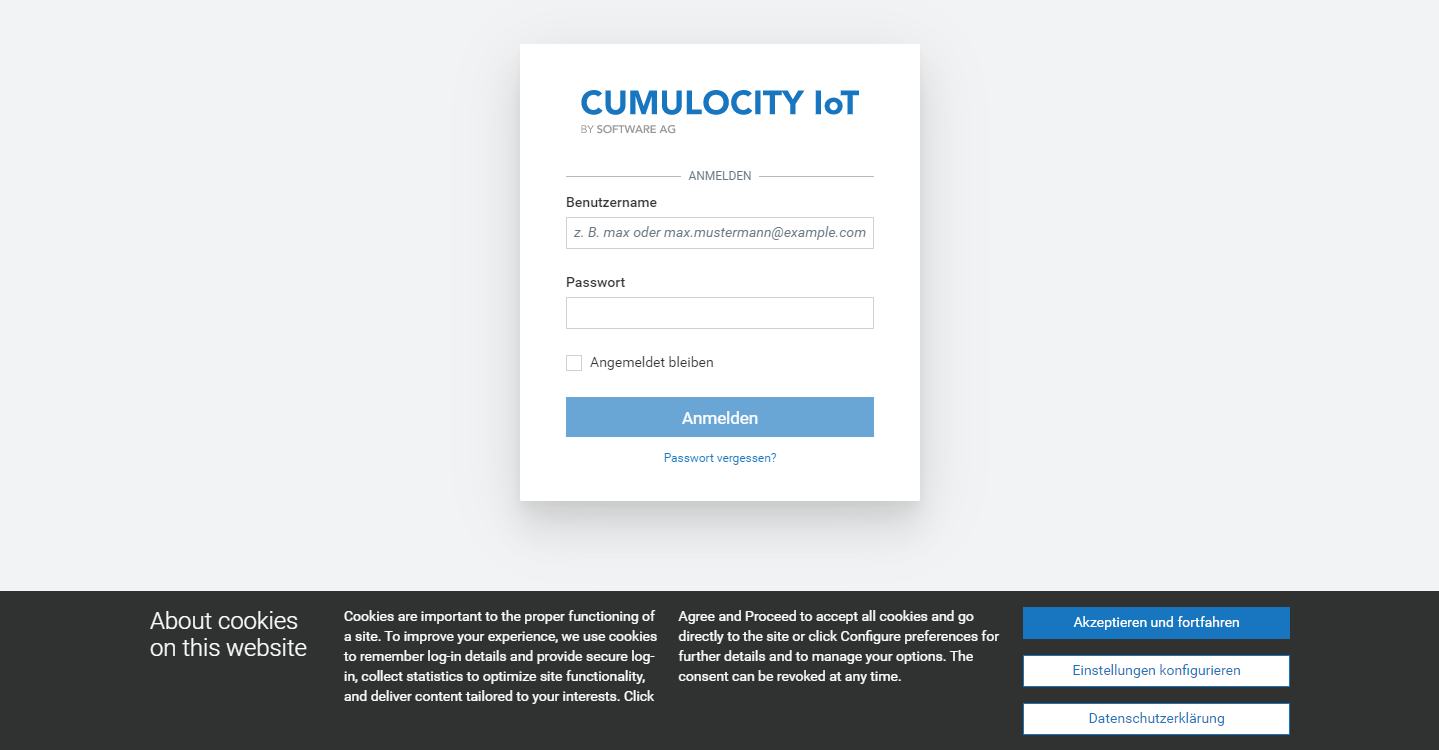 CUMULOCITY IoT
BY SOFTWARE AG
ANMELDEN
Benutzername
z. B. max oder max.mustermann@example.com
Passwort
Angemeldet bleiben
Anmelden
Passwort vergessen?
About cookies
on this website
Cookies are important to the proper functioning of
a site. To improve your experience, we use cookies
to remember log-in details and provide secure log-
in, collect statistics to optimize site functionality,
and deliver content tailored to your interests. Click
Agree and Proceed to accept all cookies and go
directly to the site or click Configure preferences for
further details and to manage your options. The
consent can be revoked at any time.
Akzeptieren und fortfahren
Einstellungen konfigurieren
Datenschutzerklärung